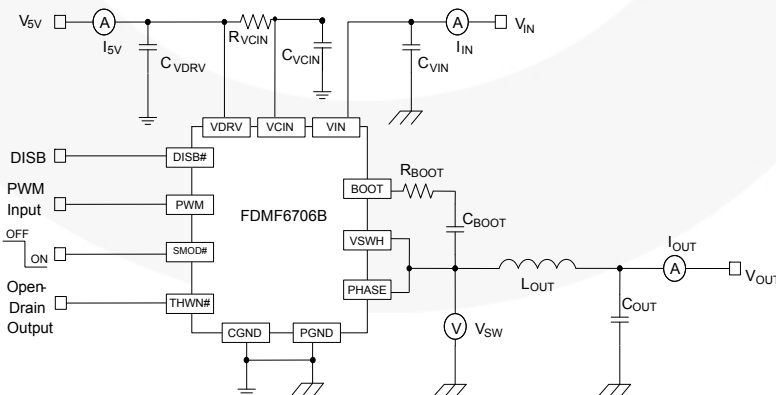 V5V
A
I5V
CVDRV
RVCIN
CVCIN
CVIN
A
IIN
VIN
VDRV
VCIN
VIN
DISB
DISB#
PWM
Input
PWM
FDMF6706B
BOOT
RBOOT
CBOOT
OFF
ON
SMOD#
VSWH
Open-
Drain
Output
THWN#
PHASE
LOUT
IOUT
A
VOUT
COUT
CGND
PGND
V
VSW